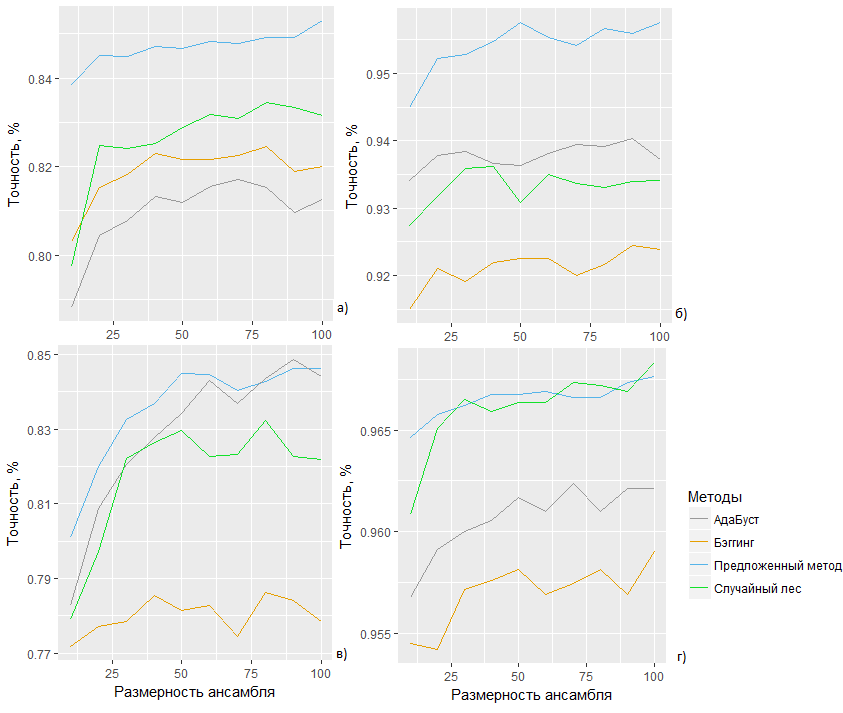 Точность, %
0.84
0.82
0.80
25 50 75 100
а)
Точность, %
0.95
0.94
0.93
0.92
25 50 75 100
б)
Точность, %
0.85
0.83
0.81
0.79
0.77
25 50 75 100
Размерность ансамбля
в)
Точность, %
0.965
0.960
0.955
25 50 75 100
Размерность ансамбля
г)
Методы
АдаБуст
Бэггинг
Предложенный метод
Случайный лес